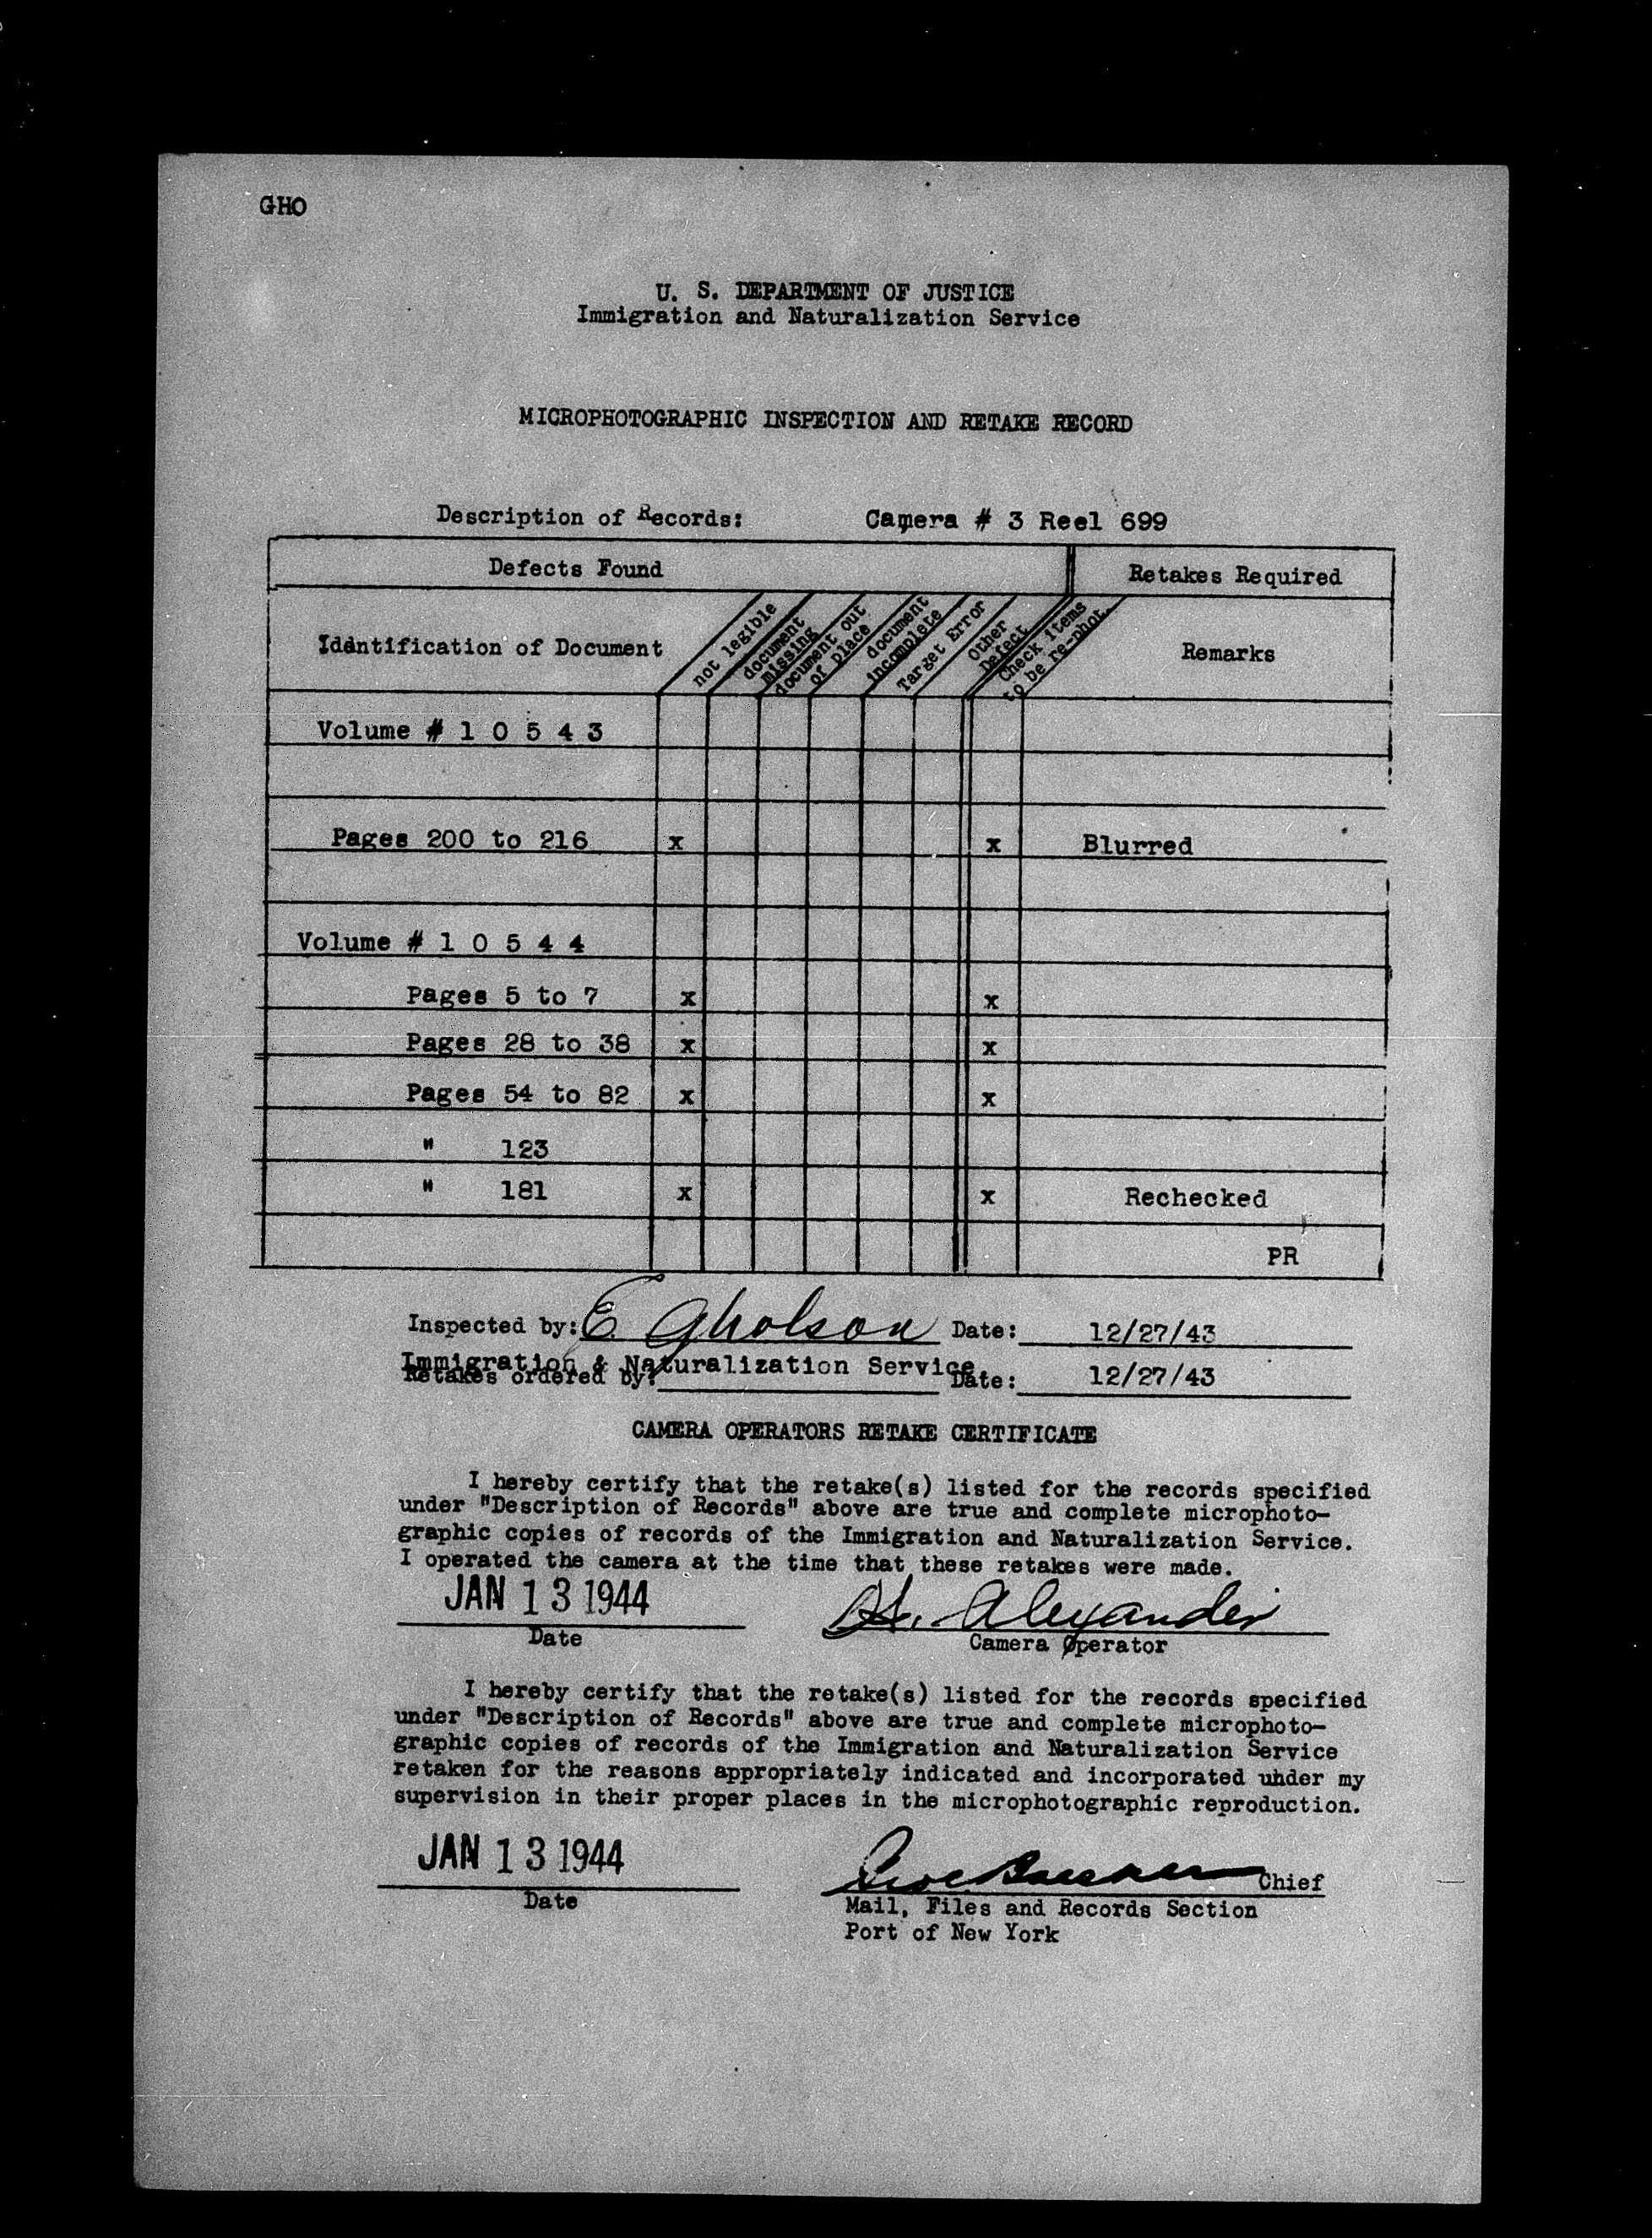 GHO
U. S. DEPARTMENT OF JUSTICE
Immigration and Naturalization Service
MICROPHOTOGRAPHIC INSPECTION AND RETAKE RECORD
Description of Records: Camera # 3 Reel 699
Defects Found Retakes Required
Identification of Document not legible document missing document out of place document incomplete Target Error Other Defect Check items to be re-phot. Remarks
Volume # 1 0 5 4 3
Pages 200 to 216 x x Blurred
Volume # 1 0 5 4 4
Pages 5 to 7 x x
Pages 28 to 38 x x
Pages 54 to 82 x x
" 123
" 181 x x Rechecked
PR
Inspected by: E. Gholson Date: 12/27/43
Immigration & Naturalization Service
Retakes ordered by: Date: 12/27/43
CAMERA OPERATORS RETAKE CERTIFICATE
I hereby certify that the retake(s) listed for the records specified
under "Description of Records" above are true and complete microphoto-
graphic copies of records of the Immigration and Naturalization Service.
I operated the camera at the time that these retakes were made.
JAN 13 1944 H. Alexander
Date Camera Operator
I hereby certify that the retake(s) listed for the records specified
under "Description of Records" above are true and complete microphoto-
graphic copies of records of the Immigration and Naturalization Service
retaken for the reasons appropriately indicated and incorporated uhder my
supervision in their proper places in the microphotographic reproduction.
JAN 13 1944 Chief
Date Mail, Files and Records Section
Port of New York